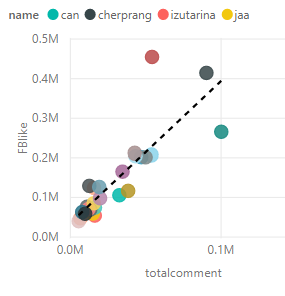 name can cherprang izutarina jaa
0.5M
0.4M
0.3M
0.2M
0.1M
0.0M
FBlike
0.0M 0.1M
totalcomment